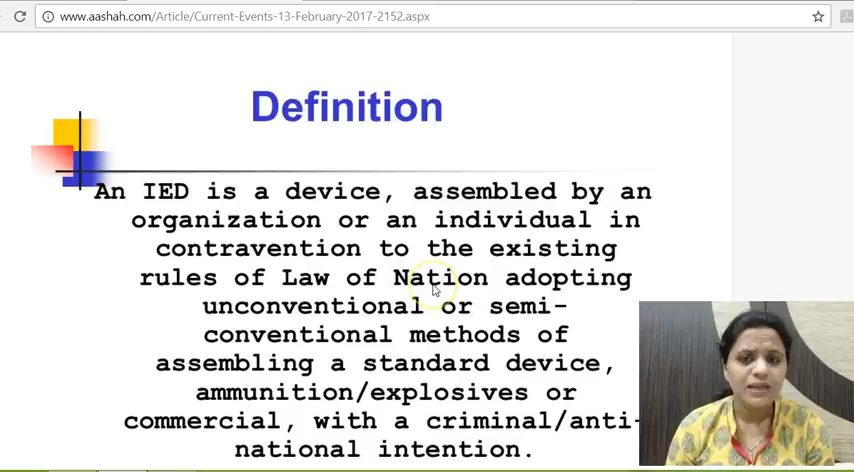 www.aashah.com/Article/Current-Events-13-February-2017-2152.aspx
Definition
An IED is a device, assembled by an
organization or an individual in
contravention to the existing
rules of Law of Nation adopting
unconventional or semi-
conventional methods of
assembling a standard device,
ammunition/explosives or
commercial, with a criminal/anti-
national intention.